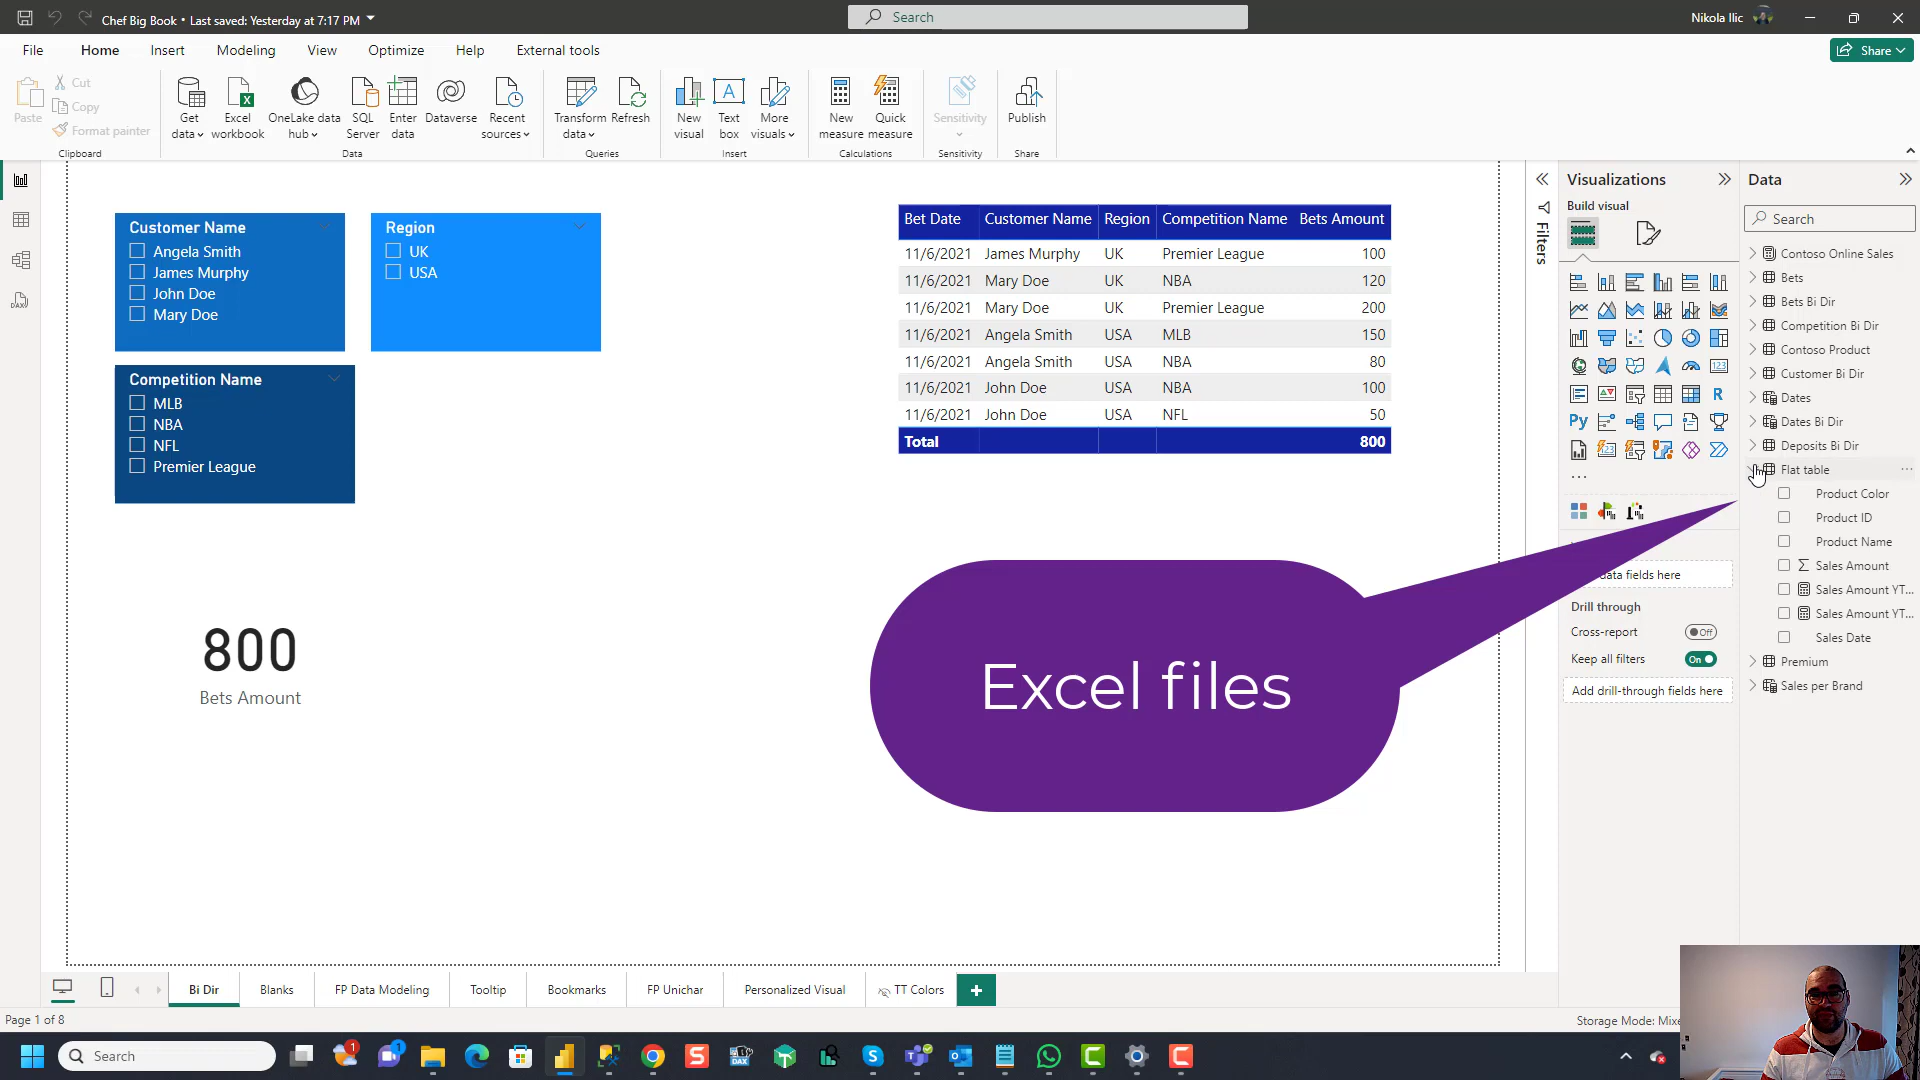 Chef Big Book • Last saved: Yesterday at 7:17 PM
Search
Nikola Ilic
File
Home
Insert
Modeling
View
Optimize
Help
External tools
Share
Paste
Cut
Copy
Format painter
Clipboard
Get data
Excel workbook
OneLake data hub
SQL Server
Enter data
Dataverse
Recent sources
Data
Transform data
Refresh
Queries
New visual
Text box
More visuals
Insert
New measure
Quick measure
Calculations
Sensitivity
Sensitivity
Publish
Share
Customer Name
Angela Smith
James Murphy
John Doe
Mary Doe
Region
UK
USA
Competition Name
MLB
NBA
NFL
Premier League
800
Bets Amount
Bet Date Customer Name Region Competition Name Bets Amount
11/6/2021 James Murphy UK Premier League 100
11/6/2021 Mary Doe UK NBA 120
11/6/2021 Mary Doe UK Premier League 200
11/6/2021 Angela Smith USA MLB 150
11/6/2021 Angela Smith USA NBA 80
11/6/2021 John Doe USA NBA 100
11/6/2021 John Doe USA NFL 50
Total 800
Excel files
Filters
Visualizations
Build visual
R
Py
123
data fields here
Drill through
Cross-report
Off
Keep all filters
On
Add drill-through fields here
Data
Search
Contoso Online Sales
Bets
Bets Bi Dir
Competition Bi Dir
Contoso Product
Customer Bi Dir
Dates
Dates Bi Dir
Deposits Bi Dir
Flat table
Product Color
Product ID
Product Name
Sales Amount
Sales Amount YT...
Sales Amount YT...
Sales Date
Premium
Sales per Brand
Bi Dir
Blanks
FP Data Modeling
Tooltip
Bookmarks
FP Unichar
Personalized Visual
TT Colors
Page 1 of 8
Storage Mode:
Search